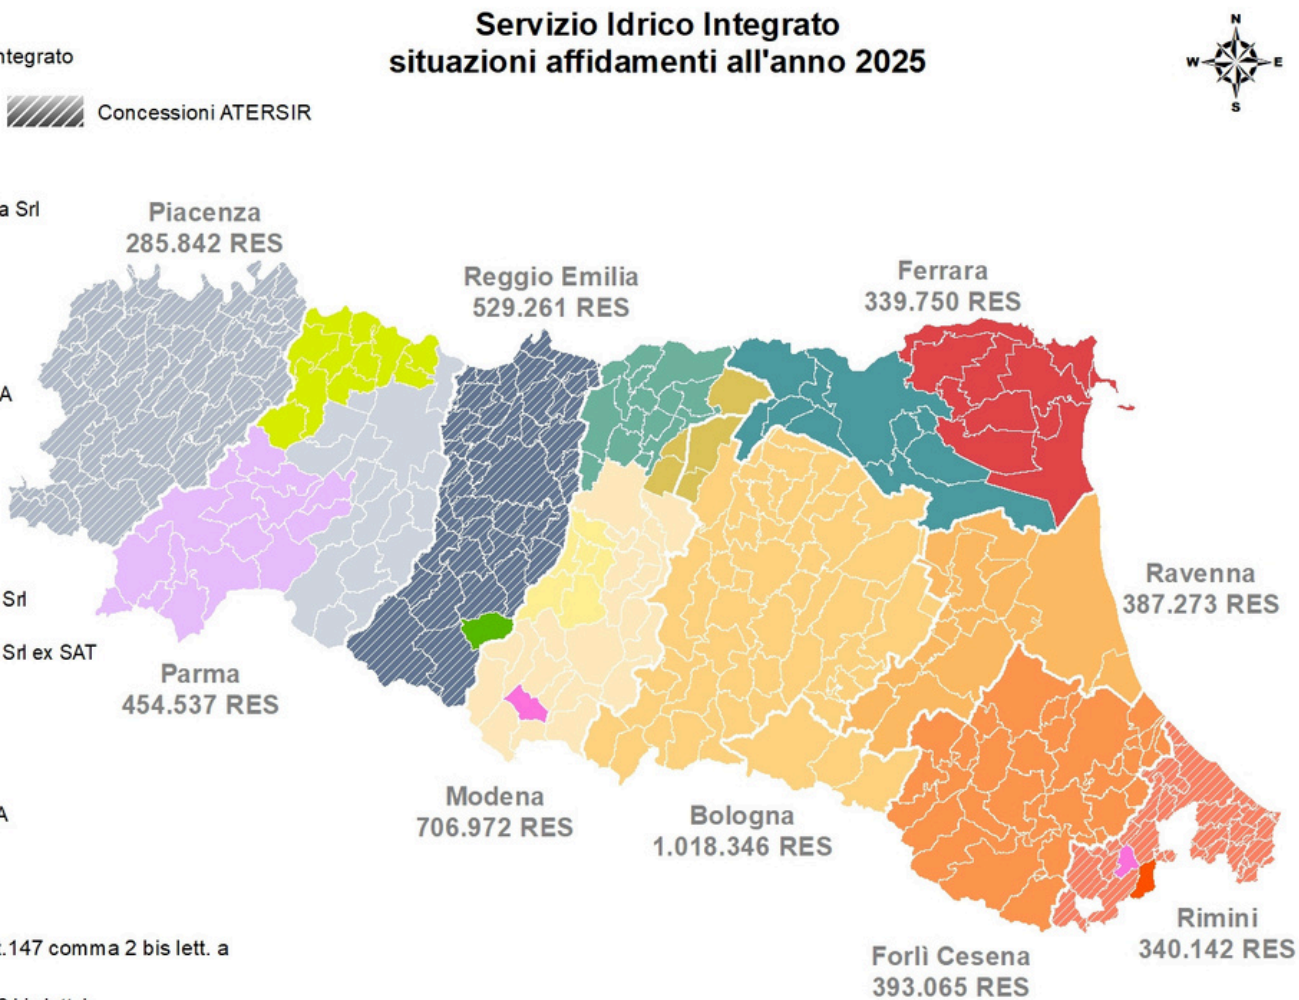 Servizio Idrico Integrato
situazioni affidamenti all'anno 2025
N
W
E
S
ntegrato
Concessioni ATERSIR
a Srl
A
Srl
Srl ex SAT
A
.147 comma 2 bis lett. a
Piacenza
285.842 RES
Reggio Emilia
529.261 RES
Ferrara
339.750 RES
Ravenna
387.273 RES
Parma
454.537 RES
Modena
706.972 RES
Bologna
1.018.346 RES
Rimini
340.142 RES
Forlì Cesena
393.065 RES